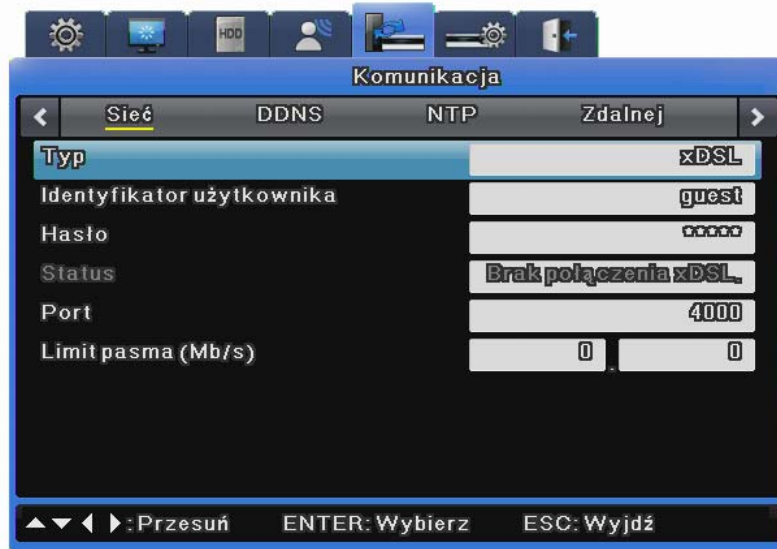 HDD
Komunikacja
Sieć DDNS NTP Zdalnej
Typ xDSL
Identyfikator użytkownika guest
Hasło *****
Status Brak połączenia xDSL.
Port 4000
Limit pasma (Mb/s) 0 . 0
:Przesuń ENTER:Wybierz ESC:Wyjdź